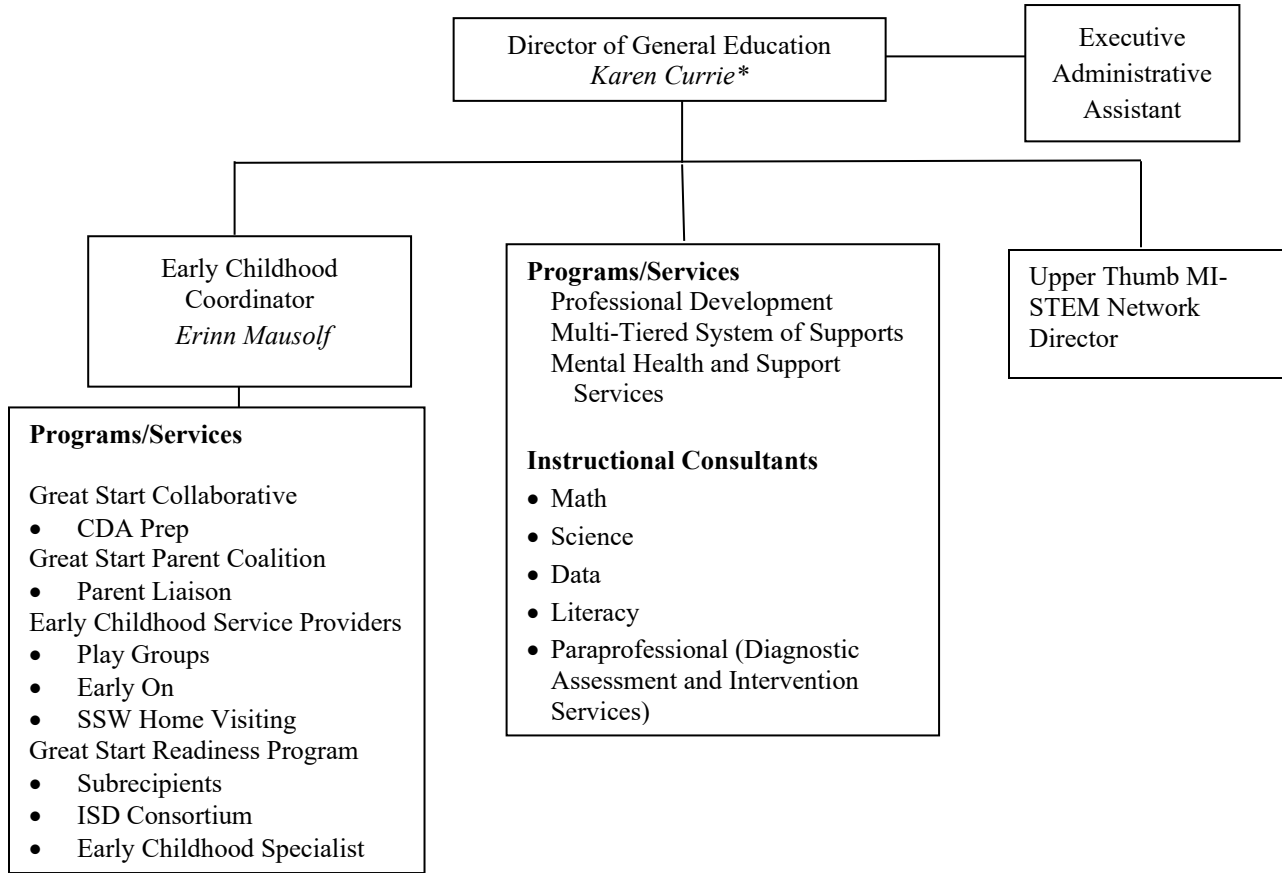 Director of General Education
Karen Currie*
Executive
Administrative
Assistant
Early Childhood
Coordinator
Erinn Mausolf
Programs/Services
Great Start Collaborative
• CDA Prep
Great Start Parent Coalition
• Parent Liaison
Early Childhood Service Providers
• Play Groups
• Early On
• SSW Home Visiting
Great Start Readiness Program
• Subrecipients
• ISD Consortium
• Early Childhood Specialist
Programs/Services
Professional Development
Multi-Tiered System of Supports
Mental Health and Support
Services
Instructional Consultants
• Math
• Science
• Data
• Literacy
• Paraprofessional (Diagnostic
Assessment and Intervention
Services)
Upper Thumb MI-
STEM Network
Director